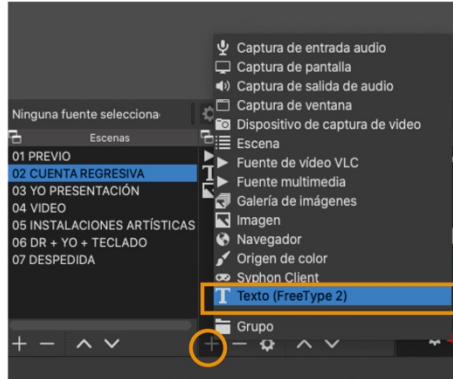 Ninguna fuente selecciona
Escenas
01 PREVIO
02 CUENTA REGRESIVA
03 YO PRESENTACIÓN
04 VIDEO
05 INSTALACIONES ARTÍSTICAS
06 DR + YO + TECLADO
07 DESPEDIDA
Captura de entrada audio
Captura de pantalla
Captura de salida de audio
Captura de ventana
Dispositivo de captura de video
Escena
Fuente de vídeo VLC
Fuente multimedia
Galería de imágenes
Imagen
Navegador
Origen de color
Syphon Client
Texto (FreeType 2)
Grupo